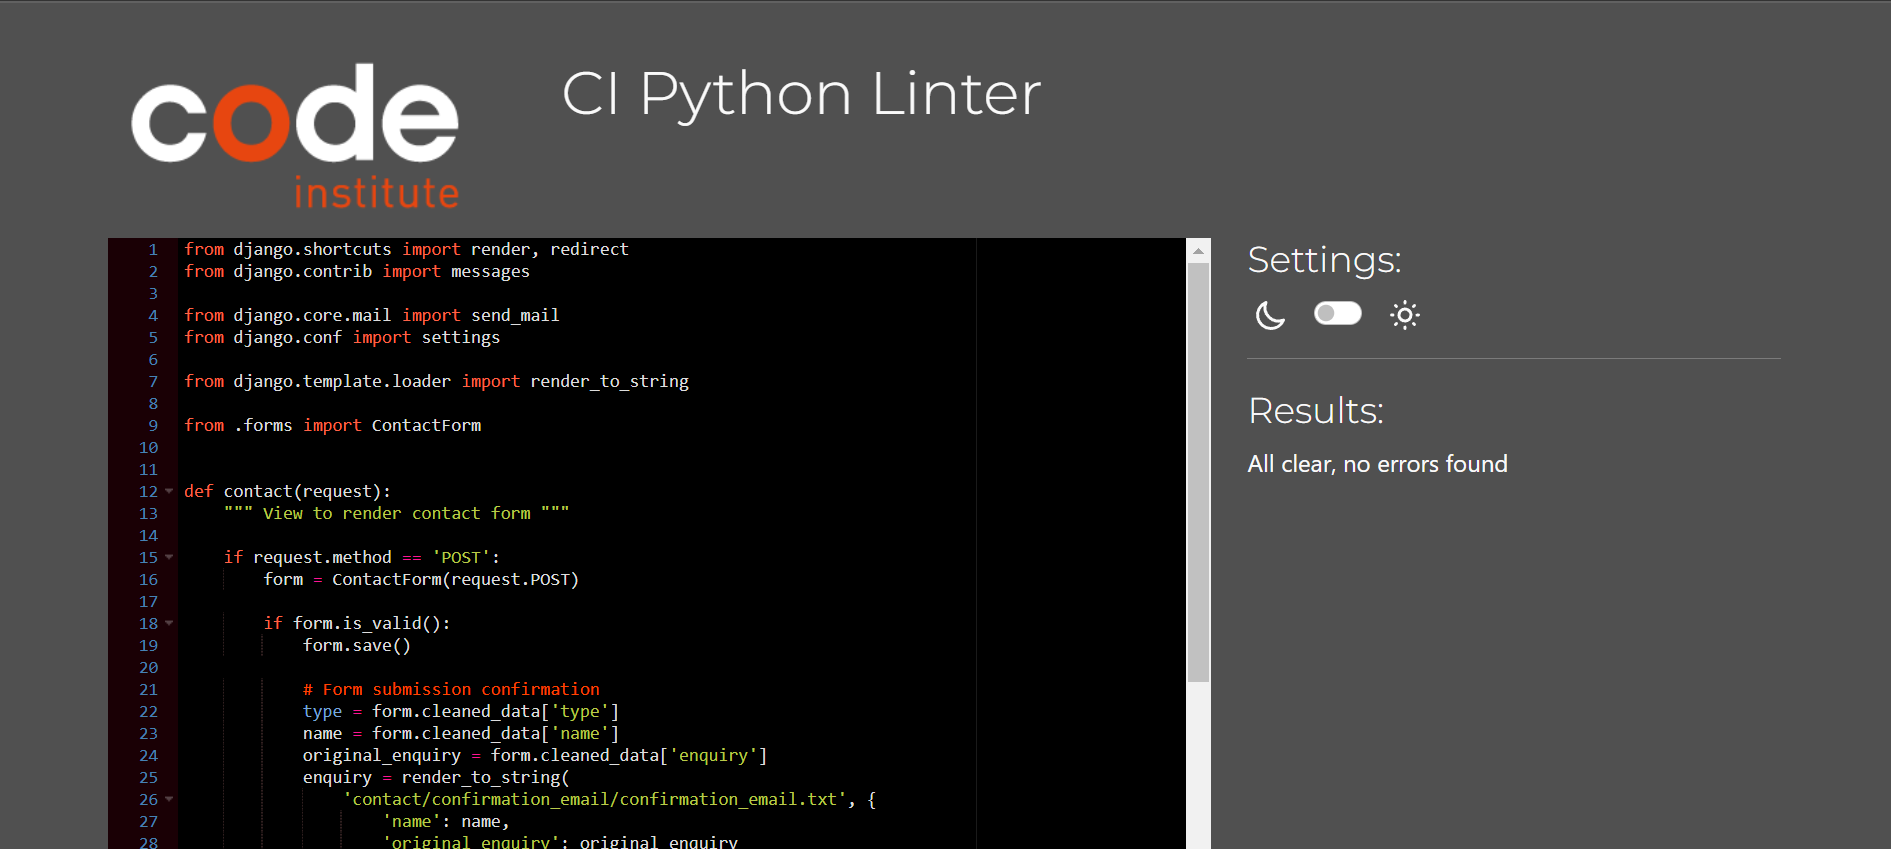 code
institute
CI Python Linter
1 from django.shortcuts import render, redirect
2 from django.contrib import messages
3
4 from django.core.mail import send_mail
5 from django.conf import settings
6
7 from django.template.loader import render_to_string
8
9 from .forms import ContactForm
10
11
12 def contact(request):
13     """ View to render contact form """
14
15     if request.method == 'POST':
16         form = ContactForm(request.POST)
17
18         if form.is_valid():
19             form.save()
20
21             # Form submission confirmation
22             type = form.cleaned_data['type']
23             name = form.cleaned_data['name']
24             original_enquiry = form.cleaned_data['enquiry']
25             enquiry = render_to_string(
26                 'contact/confirmation_email/confirmation_email.txt', {
27                     'name': name,
28                     'original_enquiry': original_enquiry
Settings:
Results:
All clear, no errors found